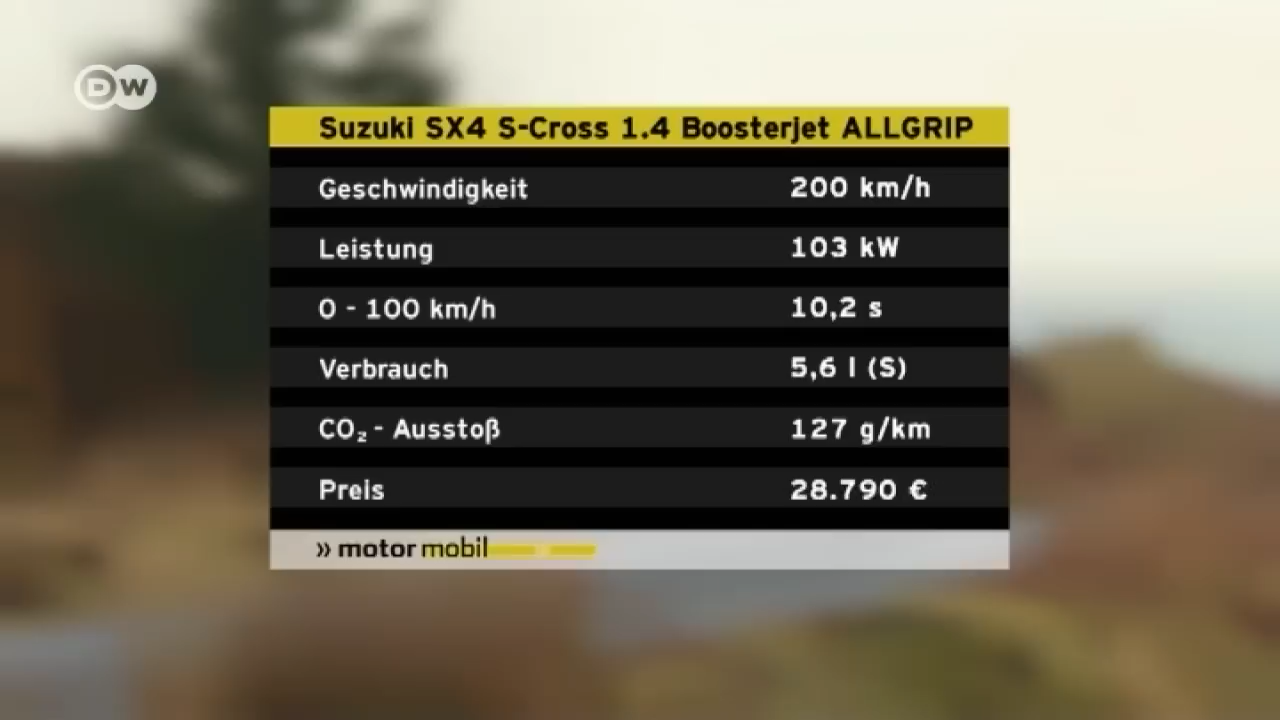 DW
Suzuki SX4 S-Cross 1.4 Boosterjet ALLGRIP
Geschwindigkeit 200 km/h
Leistung 103 kW
0 - 100 km/h 10,2 s
Verbrauch 5,6 l (S)
CO₂ - Ausstoß 127 g/km
Preis 28.790 €
» motor mobil